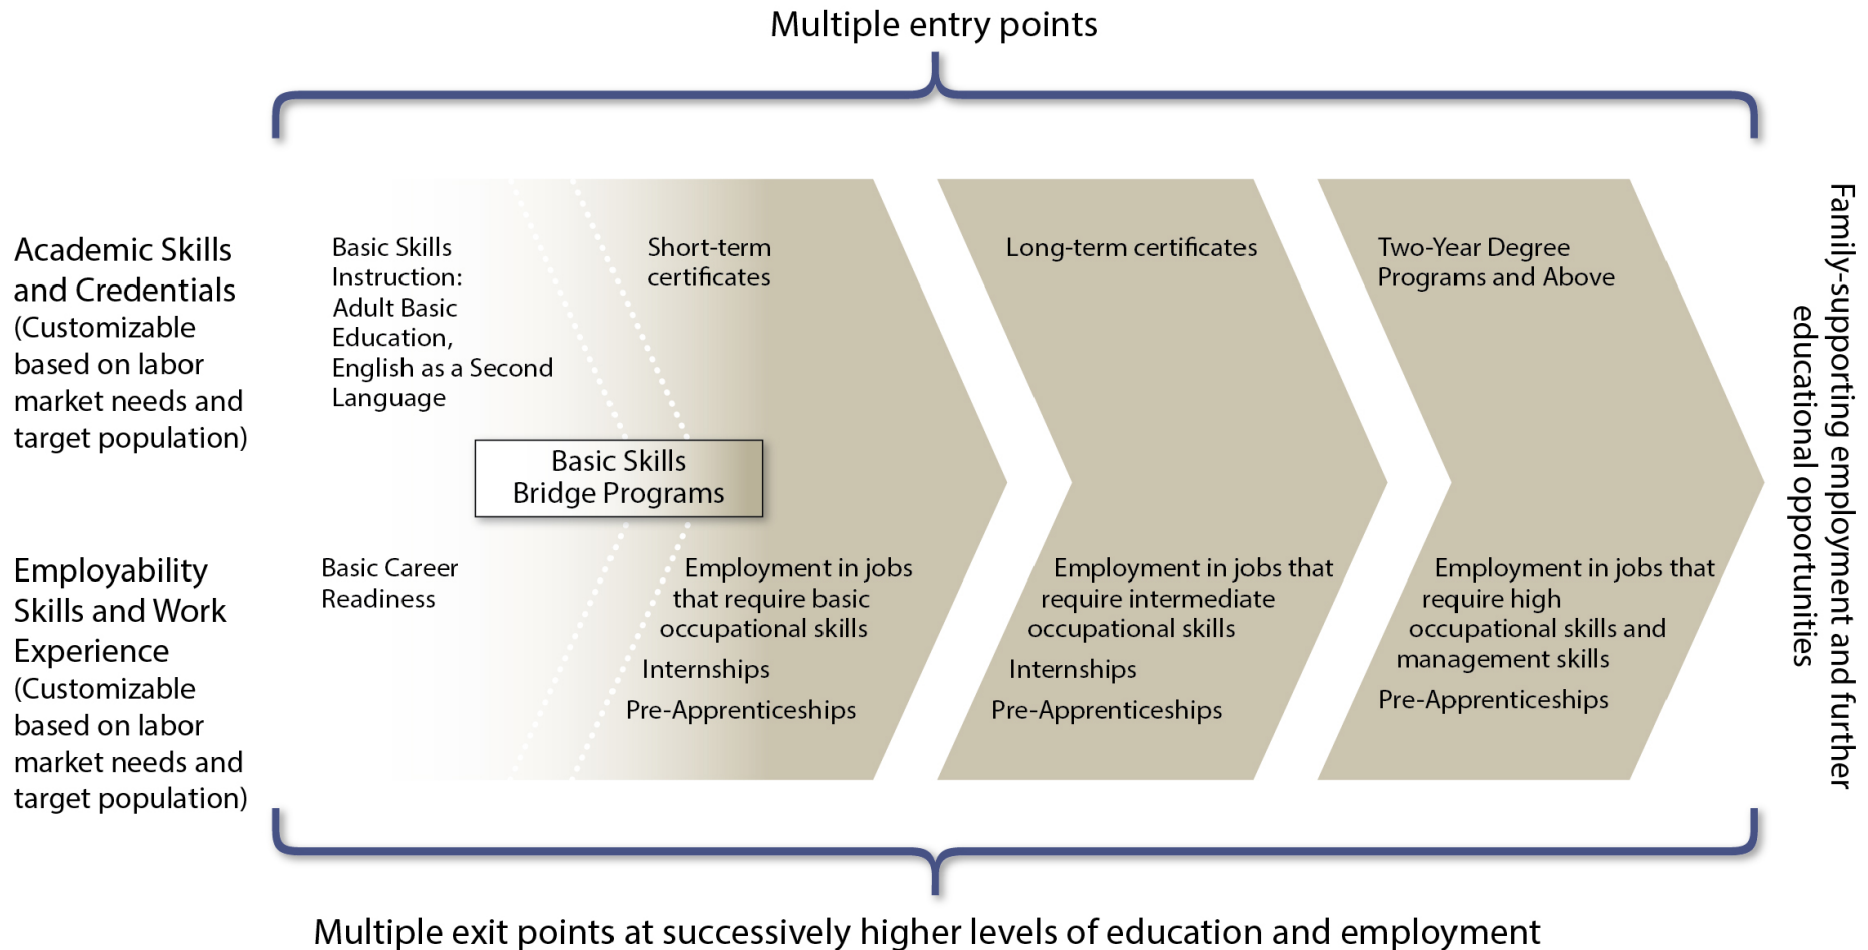 Multiple entry points
Academic Skills
and Credentials
(Customizable
based on labor
market needs and
target population)
Basic Skills
Instruction:
Adult Basic
Education,
English as a Second
Language
Short-term
certificates
Long-term certificates
Two-Year Degree
Programs and Above
Basic Skills
Bridge Programs
Employability
Skills and Work
Experience
(Customizable
based on labor
market needs and
target population)
Basic Career
Readiness
Employment in jobs
that require basic
occupational skills
Internships
Pre-Apprenticeships
Employment in jobs that
require intermediate
occupational skills
Internships
Pre-Apprenticeships
Employment in jobs that
require high
occupational skills and
management skills
Pre-Apprenticeships
Family-supporting employment and further
educational opportunities
Multiple exit points at successively higher levels of education and employment